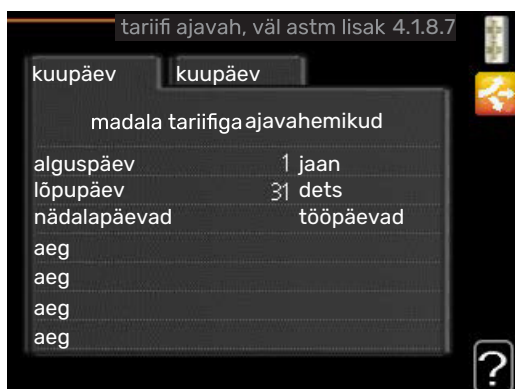 tariifi ajavah, väl astm lisak 4.1.8.7
kuupäev kuupäev
madala tariifiga ajavahemikud
alguspäev 1 jaan
lõpupäev 31 dets
nädalapäevad tööpäevad
aeg
aeg
aeg
aeg
?